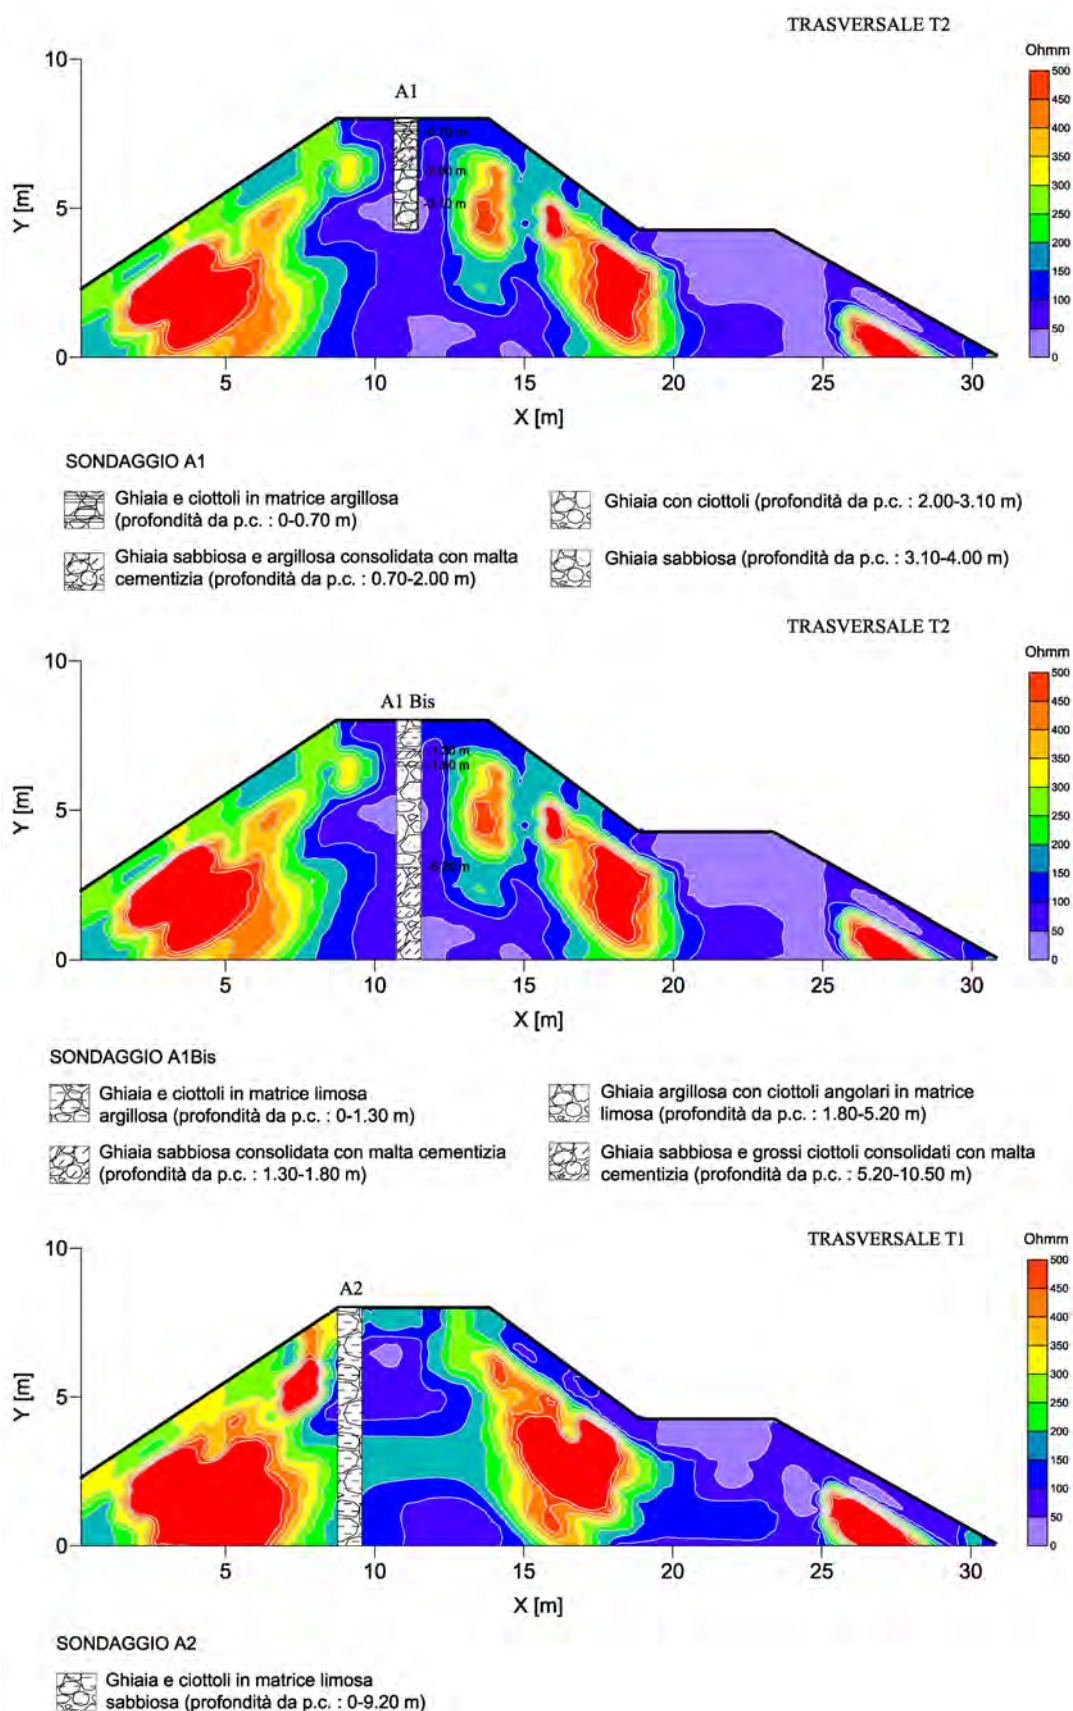 TRASVERSALE T2
Ohmm
10
A1
500
450
400
350
300
250
200
150
100
50
0
-0.70 m
-2.00 m
-3.10 m
Y [m]
5
0
5
10
15
20
25
30
X [m]
SONDAGGIO A1
Ghiaia e ciottoli in matrice argillosa
(profondità da p.c. : 0-0.70 m)
Ghiaia sabbiosa e argillosa consolidata con malta
cementizia (profondità da p.c. : 0.70-2.00 m)
Ghiaia con ciottoli (profondità da p.c. : 2.00-3.10 m)
Ghiaia sabbiosa (profondità da p.c. : 3.10-4.00 m)
TRASVERSALE T2
Ohmm
10
A1 Bis
500
450
400
350
300
250
200
150
100
50
0
-1.30 m
-1.80 m
-5.20 m
Y [m]
5
0
5
10
15
20
25
30
X [m]
SONDAGGIO A1Bis
Ghiaia e ciottoli in matrice limosa
argillosa (profondità da p.c. : 0-1.30 m)
Ghiaia sabbiosa consolidata con malta cementizia
(profondità da p.c. : 1.30-1.80 m)
Ghiaia argillosa con ciottoli angolari in matrice
limosa (profondità da p.c. : 1.80-5.20 m)
Ghiaia sabbiosa e grossi ciottoli consolidati con malta
cementizia (profondità da p.c. : 5.20-10.50 m)
TRASVERSALE T1
Ohmm
10
A2
500
450
400
350
300
250
200
150
100
50
0
Y [m]
5
0
5
10
15
20
25
30
X [m]
SONDAGGIO A2
Ghiaia e ciottoli in matrice limosa
sabbiosa (profondità da p.c. : 0-9.20 m)